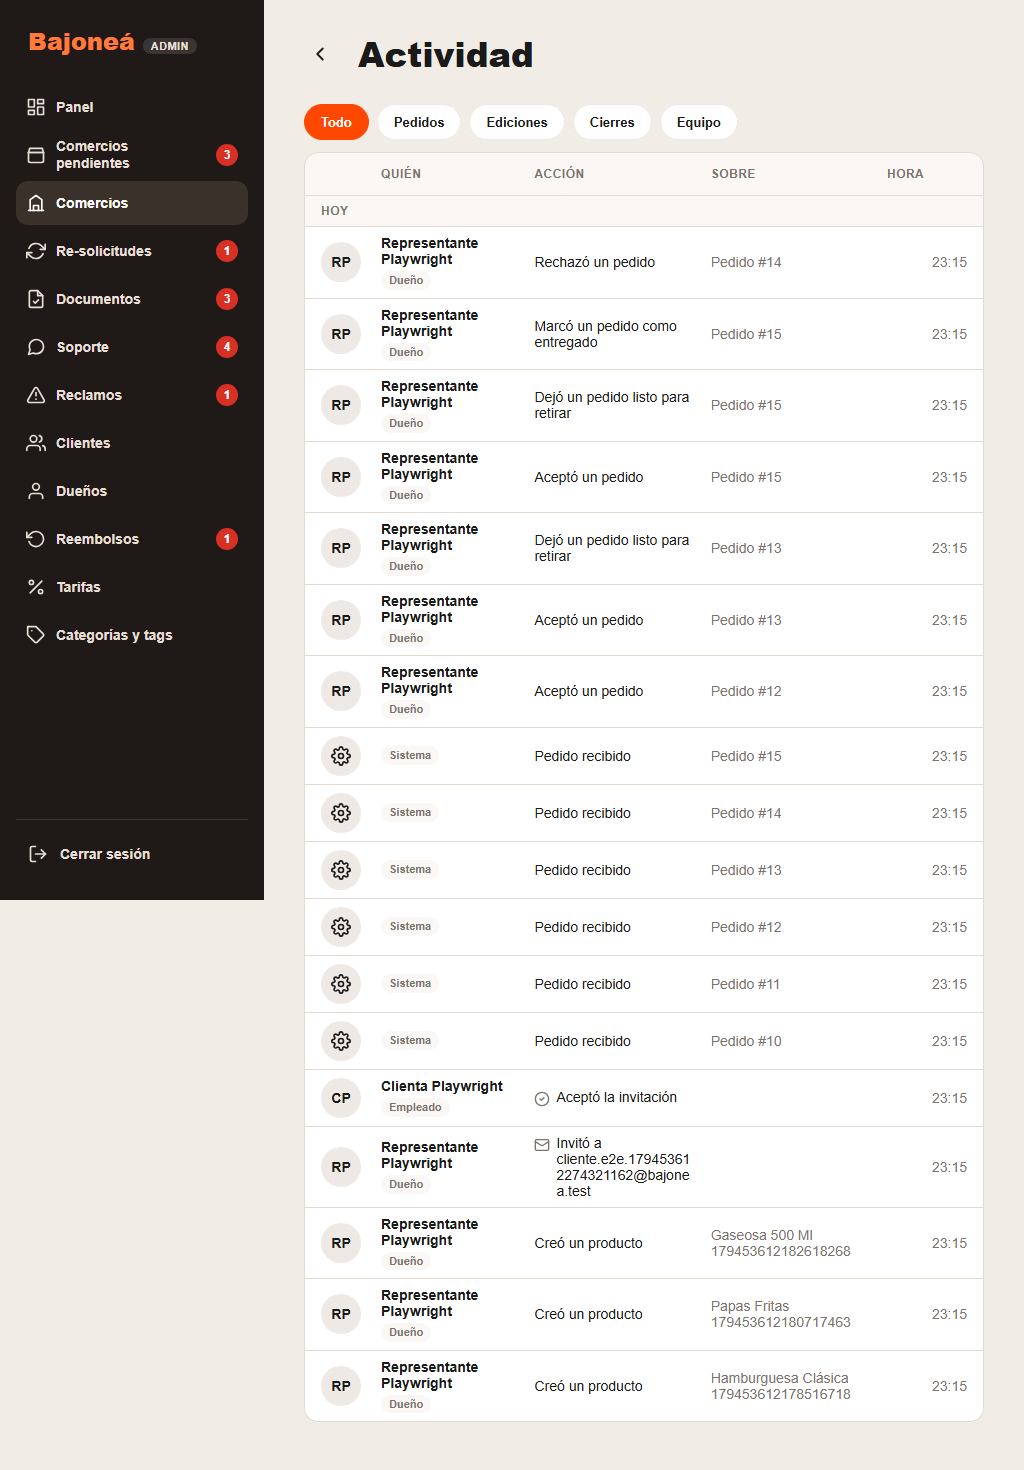 Bajoneá ADMIN
Panel
Comercios
pendientes
3
Comercios
Re-solicitudes
1
Documentos
3
Soporte
4
Reclamos
1
Clientes
Dueños
Reembolsos
1
Tarifas
Categorías y tags
Cerrar sesión
Actividad
Todo
Pedidos
Ediciones
Cierres
Equipo
QUIÉN ACCIÓN SOBRE HORA
HOY
RP
Representante
Playwright
Dueño
Rechazó un pedido
Pedido #14
23:15
RP
Representante
Playwright
Dueño
Marcó un pedido como
entregado
Pedido #15
23:15
RP
Representante
Playwright
Dueño
Dejó un pedido listo para
retirar
Pedido #15
23:15
RP
Representante
Playwright
Dueño
Aceptó un pedido
Pedido #15
23:15
RP
Representante
Playwright
Dueño
Dejó un pedido listo para
retirar
Pedido #13
23:15
RP
Representante
Playwright
Dueño
Aceptó un pedido
Pedido #13
23:15
RP
Representante
Playwright
Dueño
Aceptó un pedido
Pedido #12
23:15
Sistema
Pedido recibido
Pedido #15
23:15
Sistema
Pedido recibido
Pedido #14
23:15
Sistema
Pedido recibido
Pedido #13
23:15
Sistema
Pedido recibido
Pedido #12
23:15
Sistema
Pedido recibido
Pedido #11
23:15
Sistema
Pedido recibido
Pedido #10
23:15
CP
Clienta Playwright
Empleado
Aceptó la invitación
23:15
RP
Representante
Playwright
Dueño
Invitó a
cliente.e2e.17945361
2274321162@bajone
a.test
23:15
RP
Representante
Playwright
Dueño
Creó un producto
Gaseosa 500 Ml
179453612182618268
23:15
RP
Representante
Playwright
Dueño
Creó un producto
Papas Fritas
179453612180717463
23:15
RP
Representante
Playwright
Dueño
Creó un producto
Hamburguesa Clásica
179453612178516718
23:15